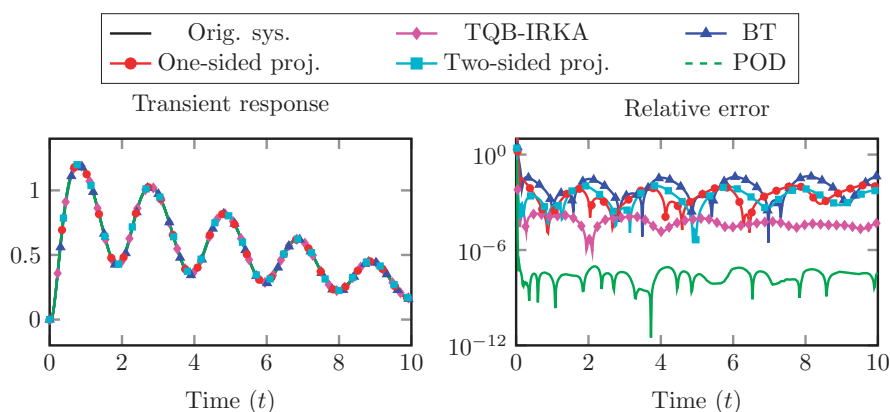 Orig. sys. TQB-IRKA BT
One-sided proj. Two-sided proj. POD
Transient response
1
0.5
0
0 2 4 6 8 10
Time (t)
Relative error
10^0
10^−6
10^−12
0 2 4 6 8 10
Time (t)